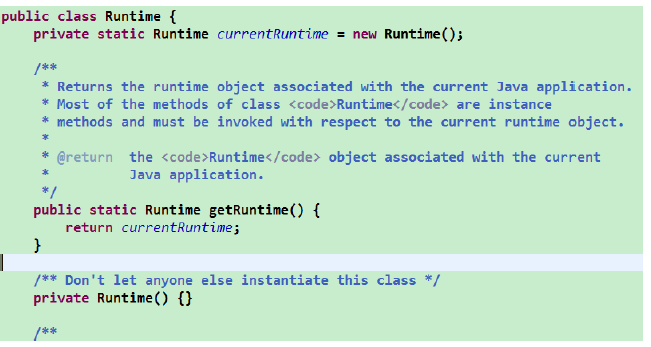 public class Runtime {
    private static Runtime currentRuntime = new Runtime();

    /**
     * Returns the runtime object associated with the current Java application.
     * Most of the methods of class <code>Runtime</code> are instance
     * methods and must be invoked with respect to the current runtime object.
     *
     * @return  the <code>Runtime</code> object associated with the current
     *          Java application.
     */
    public static Runtime getRuntime() {
        return currentRuntime;
    }

    /** Don't let anyone else instantiate this class */
    private Runtime() {}

    /**